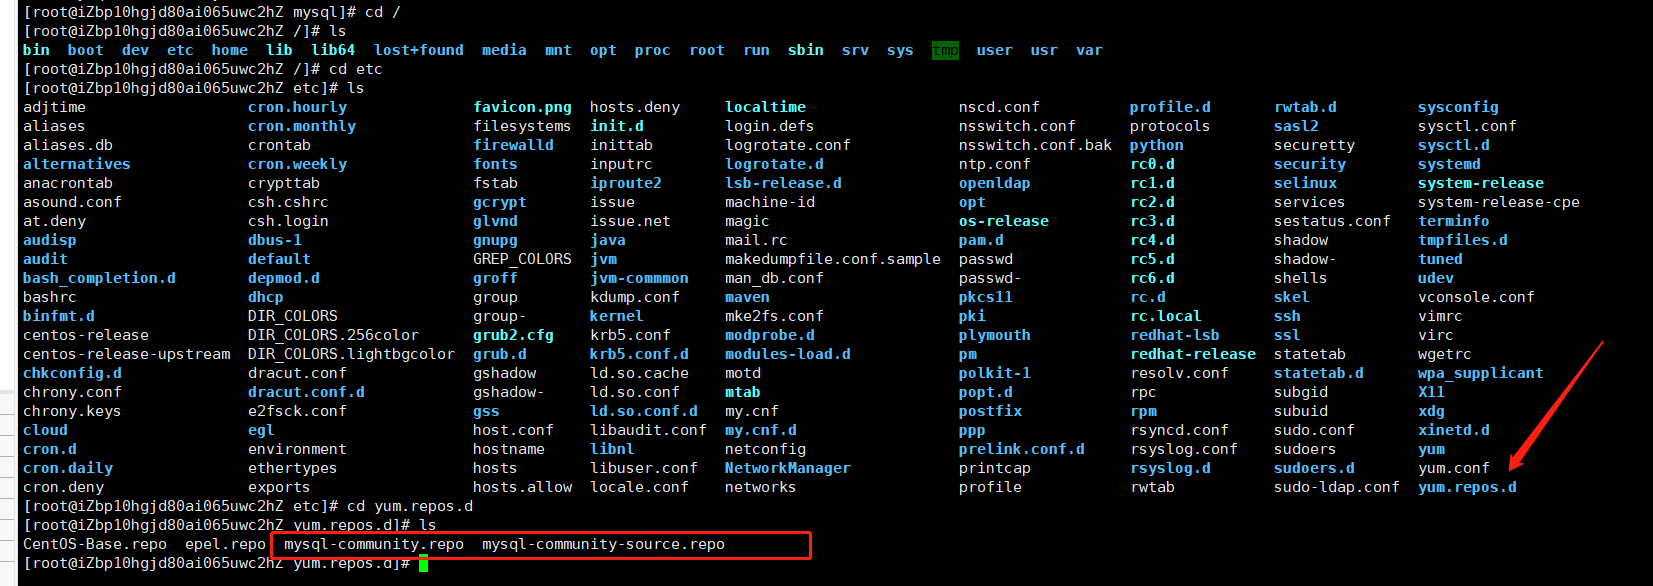 [root@iZbp10hgjd80ai065uwc2hZ mysql]# cd /
[root@iZbp10hgjd80ai065uwc2hZ /]# ls
bin boot dev etc home lib lib64 lost+found media mnt opt proc root run sbin srv sys tmp user usr var
[root@iZbp10hgjd80ai065uwc2hZ /]# cd etc
[root@iZbp10hgjd80ai065uwc2hZ etc]# ls
adjtime cron.hourly favicon.png hosts.deny localtime nscd.conf profile.d rwtab.d sysconfig
aliases cron.monthly filesystems init.d login.defs nsswitch.conf protocols sasl2 sysctl.conf
aliases.db crontab firewalld inittab logrotate.conf nsswitch.conf.bak python securetty sysctl.d
alternatives cron.weekly fonts inputrc logrotate.d ntp.conf rc0.d security systemd
anacrontab crypttab fstab iproute2 lsb-release.d openldap rc1.d selinux system-release
asound.conf csh.cshrc gcrypt issue machine-id opt rc2.d services system-release-cpe
at.deny csh.login glvnd issue.net magic os-release rc3.d sestatus.conf terminfo
audisp dbus-1 gnupg java mail.rc pam.d rc4.d shadow tmpfiles.d
audit default GREP_COLORS jvm makedumpfile.conf.sample passwd rc5.d shadow- tuned
bash_completion.d depmod.d groff jvm-commmon man_db.conf passwd- rc6.d shells udev
bashrc dhcp group kdump.conf maven pkcs11 rc.d skel vconsole.conf
binfmt.d DIR_COLORS group- kernel mke2fs.conf pki rc.local ssh vimrc
centos-release DIR_COLORS.256color grub2.cfg krb5.conf modprobe.d plymouth redhat-lsb ssl virc
centos-release-upstream DIR_COLORS.lightbgcolor grub.d krb5.conf.d modules-load.d pm redhat-release statetab wgetrc
chkconfig.d dracut.conf gshadow ld.so.cache motd polkit-1 resolv.conf statetab.d wpa_supplicant
chrony.conf dracut.conf.d gshadow- ld.so.conf mtab popt.d rpc subgid X11
chrony.keys e2fsck.conf gss ld.so.conf.d my.cnf postfix rpm subuid xdg
cloud egl host.conf libaudit.conf my.cnf.d ppp rsyncd.conf sudo.conf xinetd.d
cron.d environment hostname libnl netconfig prelink.conf.d rsyslog.conf sudoers yum
cron.daily ethertypes hosts libuser.conf NetworkManager printcap rsyslog.d sudoers.d yum.conf
cron.deny exports hosts.allow locale.conf networks profile rwtab sudo-ldap.conf yum.repos.d
[root@iZbp10hgjd80ai065uwc2hZ etc]# cd yum.repos.d
[root@iZbp10hgjd80ai065uwc2hZ yum.repos.d]# ls
CentOS-Base.repo epel.repo mysql-community.repo mysql-community-source.repo
[root@iZbp10hgjd80ai065uwc2hZ yum.repos.d]#